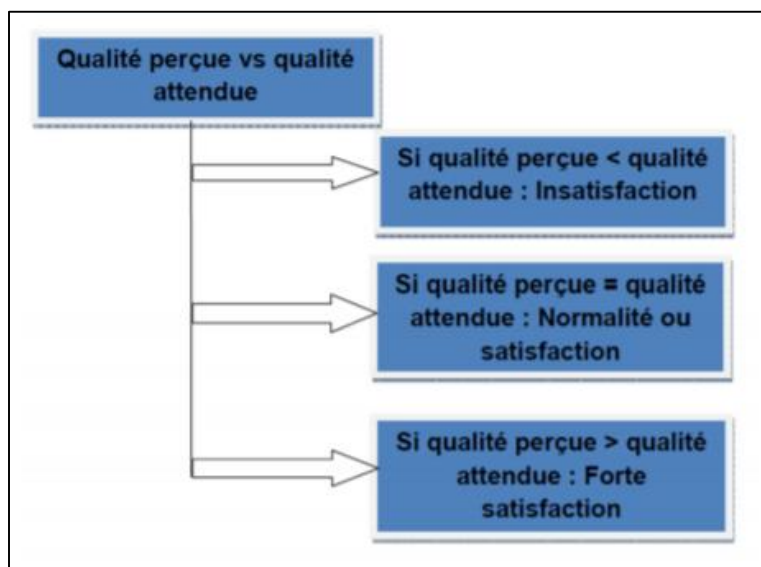 Qualité perçue vs qualité
attendue
Si qualité perçue < qualité
attendue : Insatisfaction
Si qualité perçue = qualité
attendue : Normalité ou
satisfaction
Si qualité perçue > qualité
attendue : Forte
satisfaction